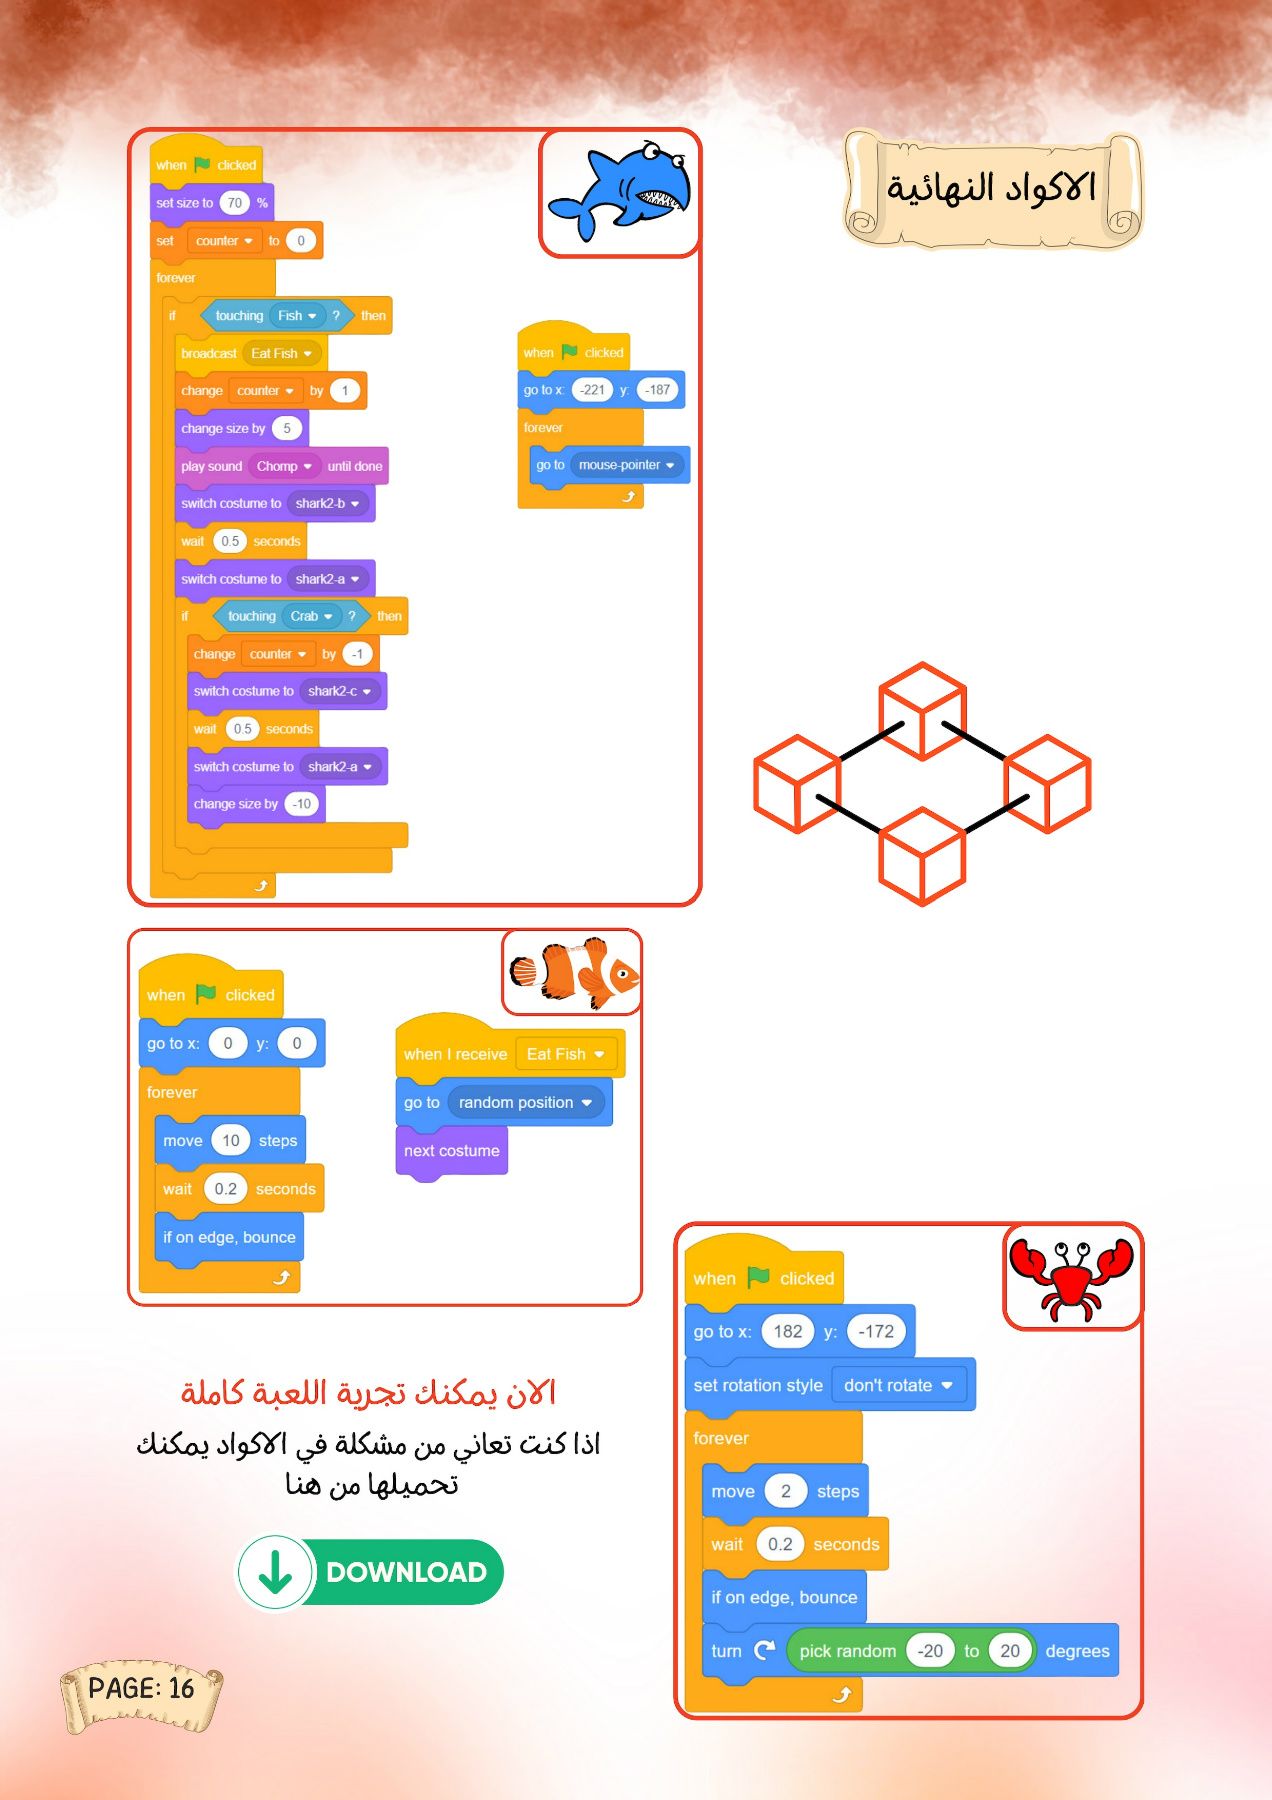 الاكواد النهائية
when clicked
set size to 70 %
set counter to 0
forever
if touching Fish ? then
broadcast Eat Fish
change counter by 1
change size by 5
play sound Chomp until done
switch costume to shark2-b
wait 0.5 seconds
switch costume to shark2-a
if touching Crab ? then
change counter by -1
switch costume to shark2-c
wait 0.5 seconds
switch costume to shark2-a
change size by -10
when clicked
go to x: -221 y: -187
forever
go to mouse-pointer
when clicked
go to x: 0 y: 0
forever
move 10 steps
wait 0.2 seconds
if on edge, bounce
when I receive Eat Fish
go to random position
next costume
when clicked
go to x: 182 y: -172
set rotation style don't rotate
forever
move 2 steps
wait 0.2 seconds
if on edge, bounce
turn pick random -20 to 20 degrees
الان يمكنك تجربة اللعبة كاملة
اذا كنت تعاني من مشكلة في الاكواد يمكنك
تحميلها من هنا
DOWNLOAD
PAGE: 16